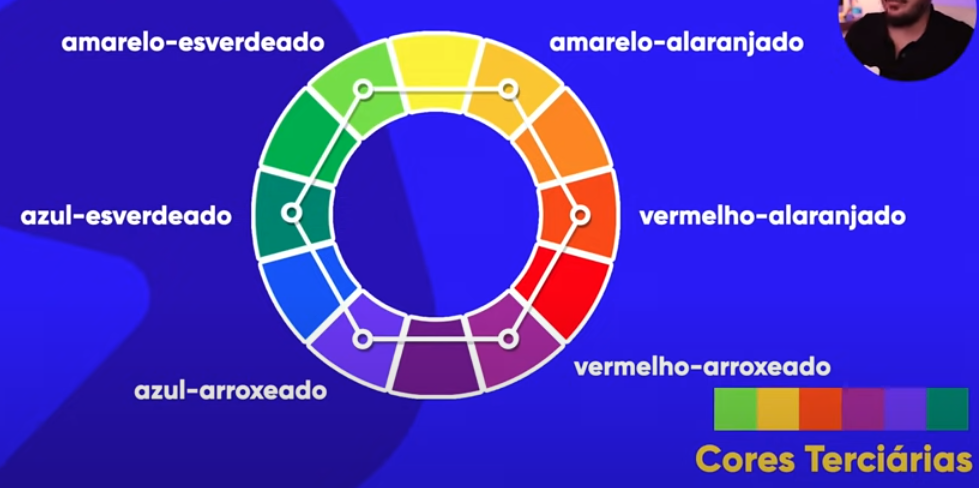 amarelo-esverdeado
amarelo-alaranjado
azul-esverdeado
vermelho-alaranjado
azul-arroxeado
vermelho-arroxeado
Cores Terciárias